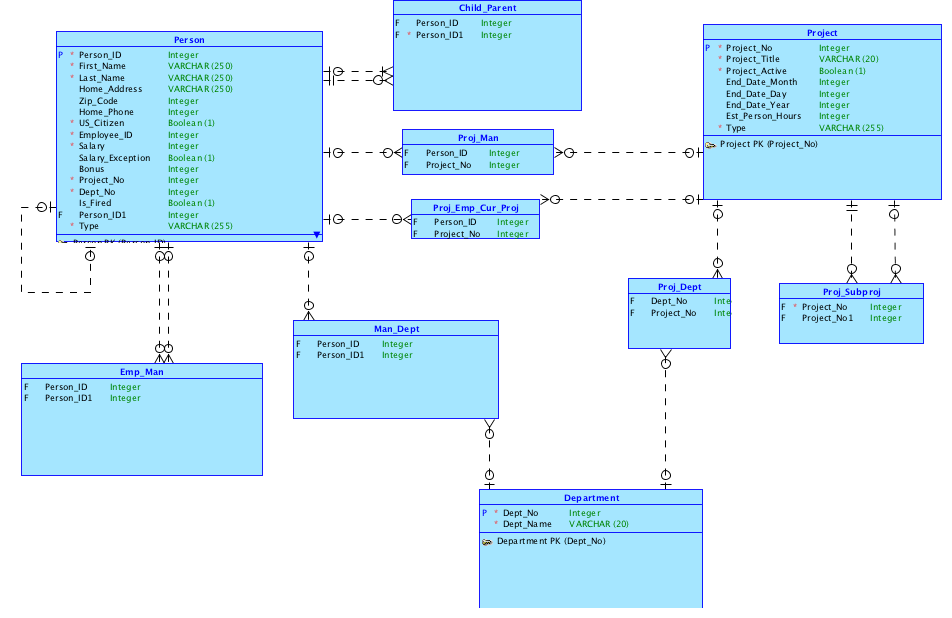 Child_Parent
F Person_ID Integer
F * Person_ID1 Integer
Person
P * Person_ID Integer
* First_Name VARCHAR (250)
* Last_Name VARCHAR (250)
Home_Address VARCHAR (250)
Zip_Code Integer
Home_Phone Integer
* US_Citizen Boolean (1)
* Employee_ID Integer
* Salary Integer
Salary_Exception Boolean (1)
Bonus Integer
* Project_No Integer
* Dept_No Integer
Is_Fired Boolean (1)
F Person_ID1 Integer
* Type VARCHAR (255)
Person PK (Person_ID)
Project
P * Project_No Integer
* Project_Title VARCHAR (20)
* Project_Active Boolean (1)
End_Date_Month Integer
End_Date_Day Integer
End_Date_Year Integer
Est_Person_Hours Integer
* Type VARCHAR (255)
Project PK (Project_No)
Proj_Man
F Person_ID Integer
F Project_No Integer
Proj_Emp_Cur_Proj
F Person_ID Integer
F Project_No Integer
Proj_Dept
F Dept_No Inte
F Project_No Inte
Proj_Subproj
F * Project_No Integer
F Project_No1 Integer
Man_Dept
F Person_ID Integer
F Person_ID1 Integer
Emp_Man
F Person_ID Integer
F Person_ID1 Integer
Department
P * Dept_No Integer
* Dept_Name VARCHAR (20)
Department PK (Dept_No)